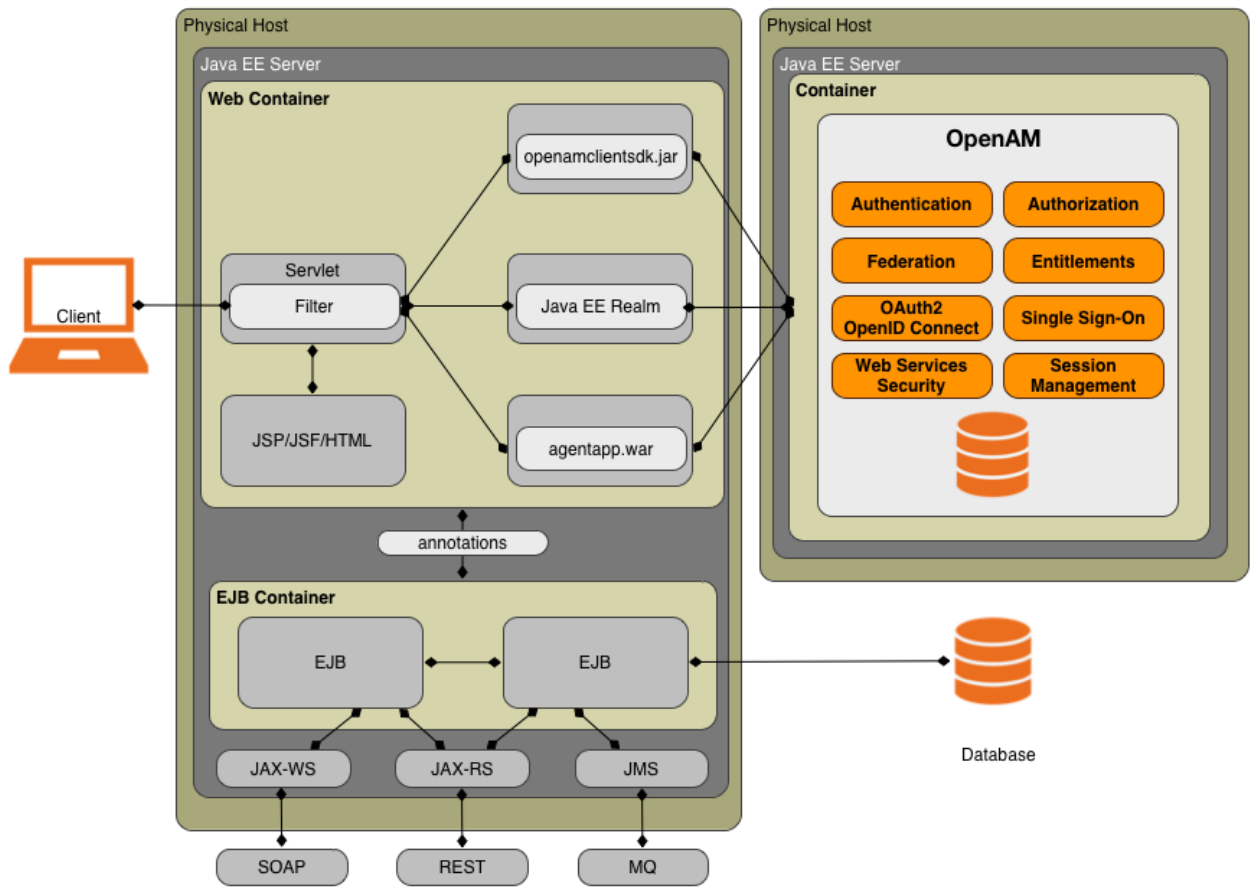 Physical Host
Java EE Server
Web Container
openamclientsdk.jar
Servlet
Filter
Java EE Realm
Client
JSP/JSF/HTML
agentapp.war
annotations
EJB Container
EJB
EJB
JAX-WS
JAX-RS
JMS
SOAP
REST
MQ
Physical Host
Java EE Server
Container
OpenAM
Authentication
Authorization
Federation
Entitlements
OAuth2
OpenID Connect
Single Sign-On
Web Services
Security
Session
Management
Database